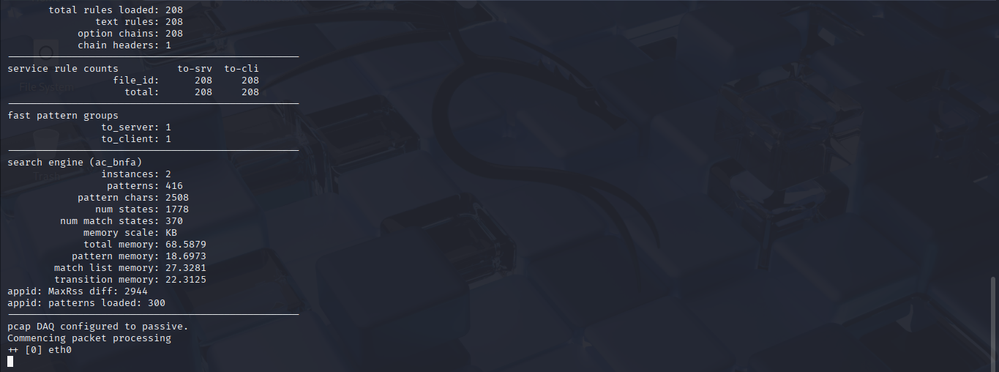 total rules loaded: 208
text rules: 208
option chains: 208
chain headers: 1
service rule counts to-srv to-cli
file_id: 208 208
File System
total: 208 208
fast pattern groups
to_server: 1
to_client: 1
search engine (ac_bnfa)
instances: 2
Trash
patterns: 416
pattern chars: 2508
num states: 1778
num match states: 370
memory scale: KB
total memory: 68.5879
pattern memory: 18.6973
match list memory: 27.3281
transition memory: 22.3125
appid: MaxRss diff: 2944
appid: patterns loaded: 300
pcap DAQ configured to passive.
Commencing packet processing
++ [0] eth0